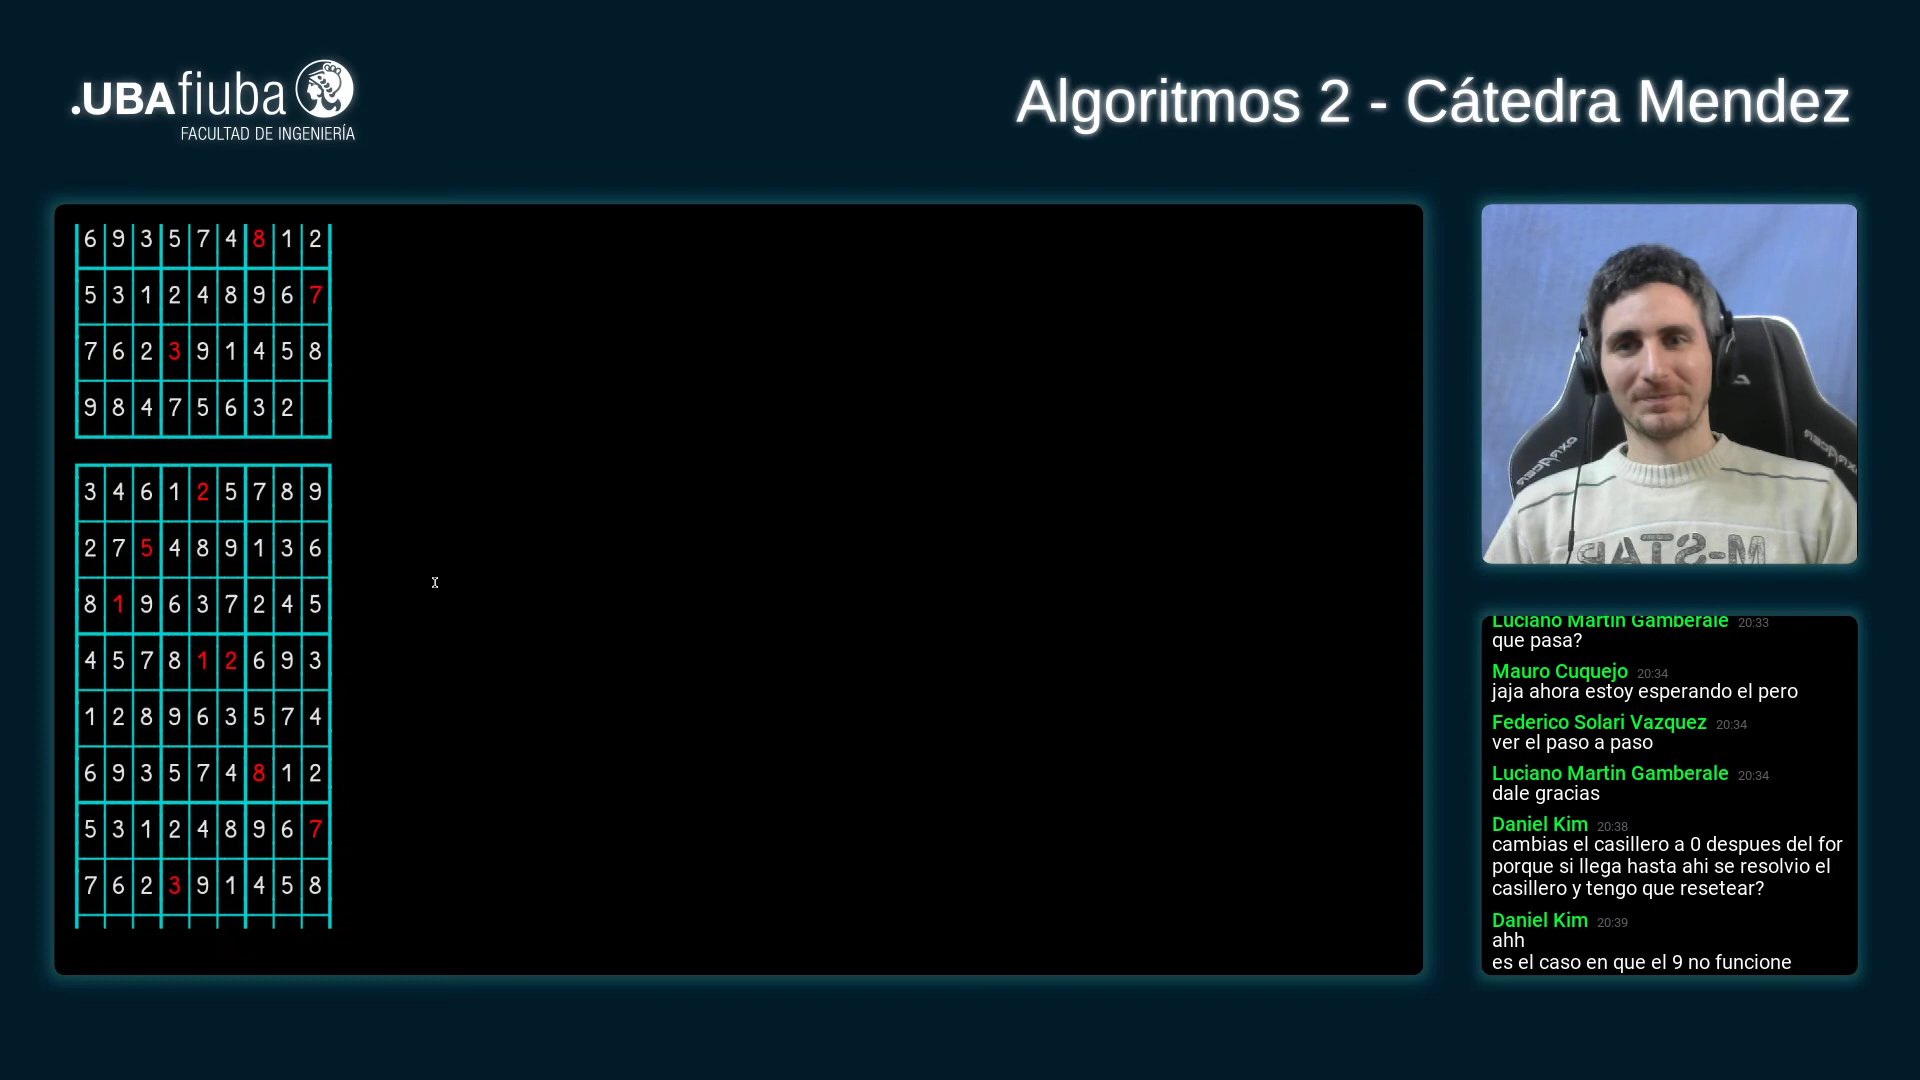 .UBAfiuba
FACULTAD DE INGENIERÍA
Algoritmos 2 - Cátedra Mendez
6 9 3 5 7 4 8 1 2
5 3 1 2 4 8 9 6 7
7 6 2 3 9 1 4 5 8
9 8 4 7 5 6 3 2
3 4 6 1 2 5 7 8 9
2 7 5 4 8 9 1 3 6
8 1 9 6 3 7 2 4 5
4 5 7 8 1 2 6 9 3
1 2 8 9 6 3 5 7 4
6 9 3 5 7 4 8 1 2
5 3 1 2 4 8 9 6 7
7 6 2 3 9 1 4 5 8
M-STAR
Luciano Martin Gamberale 20:33
que pasa?
Mauro Cuquejo 20:34
jaja ahora estoy esperando el pero
Federico Solari Vazquez 20:34
ver el paso a paso
Luciano Martin Gamberale 20:34
dale gracias
Daniel Kim 20:38
cambias el casillero a 0 despues del for
porque si llega hasta ahi se resolvio el
casillero y tengo que resetear?
Daniel Kim 20:39
ahh
es el caso en que el 9 no funcione